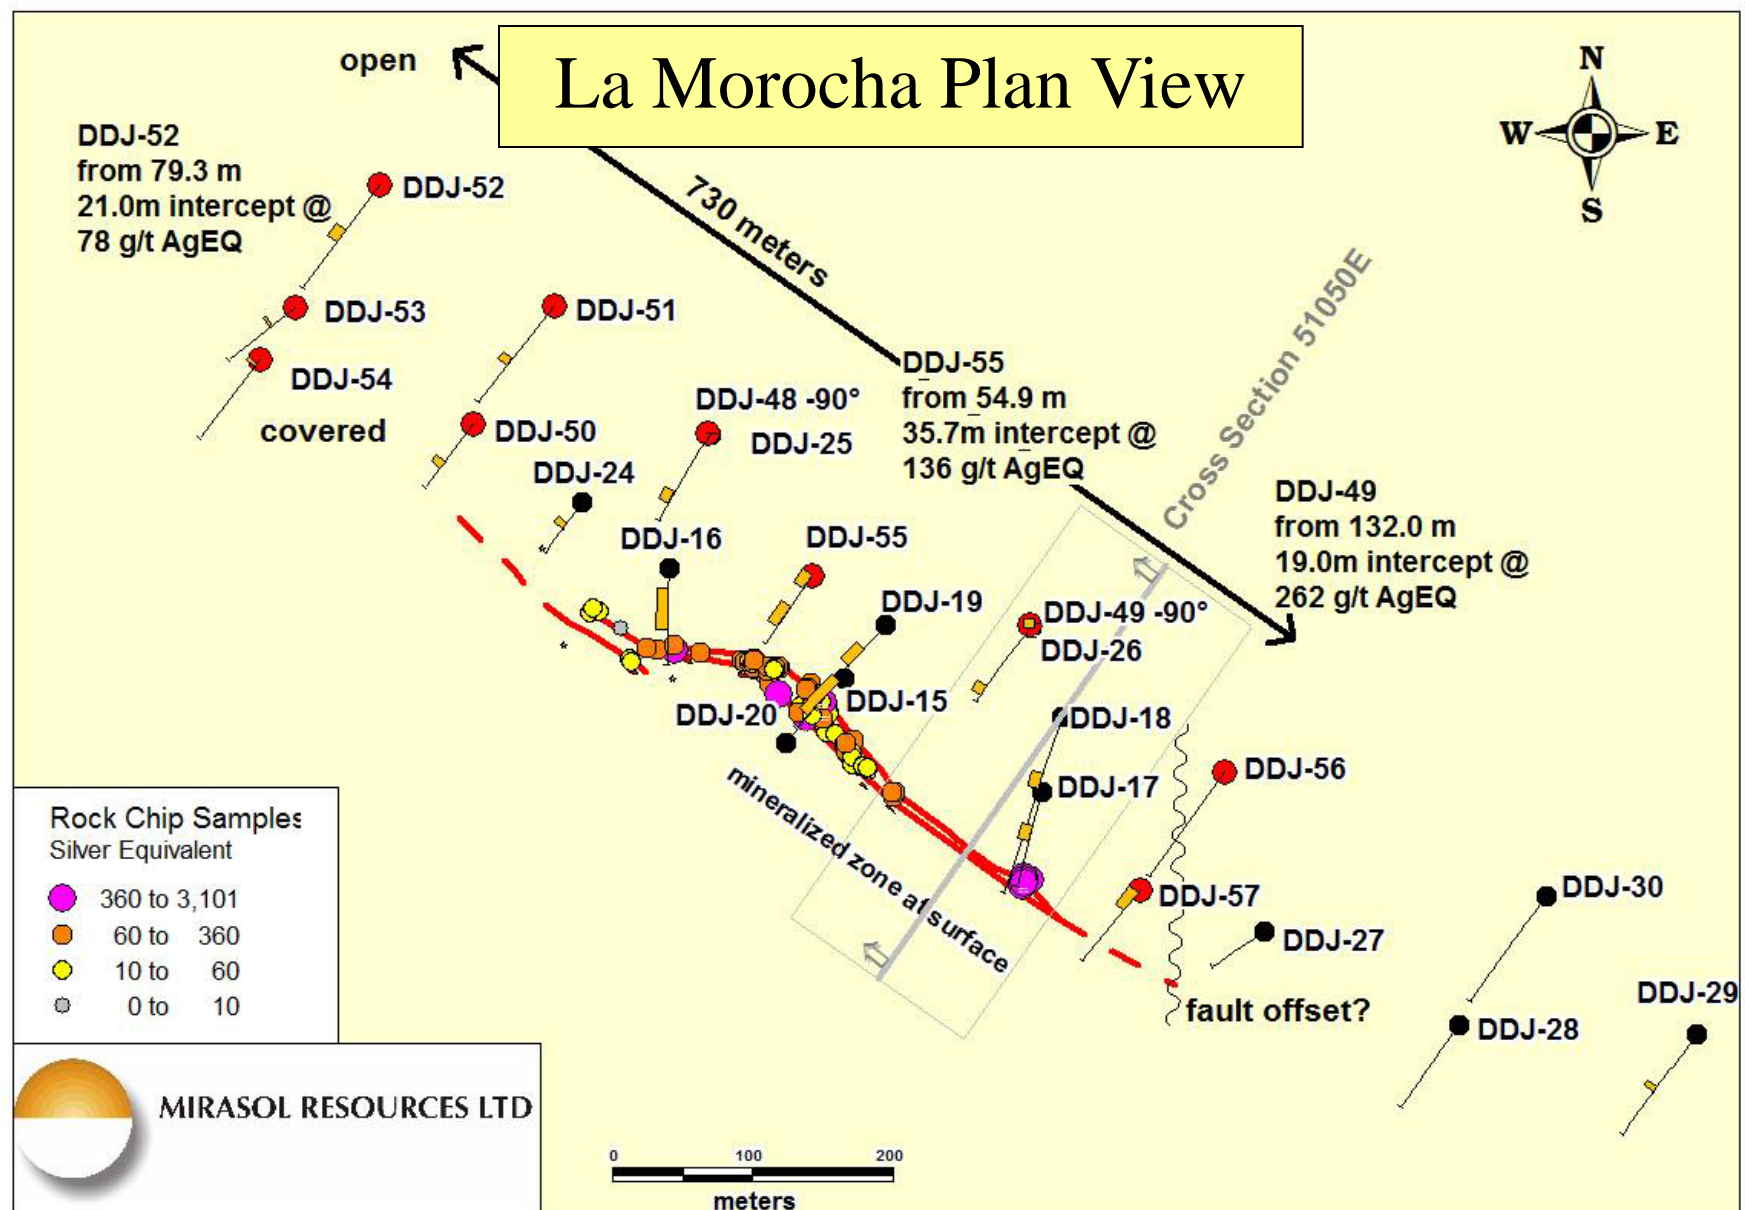 La Morocha Plan View
open
N
W E
S
DDJ-52
from 79.3 m
21.0m intercept @
78 g/t AgEQ
DDJ-52
730 meters
DDJ-53
DDJ-51
DDJ-54
covered
DDJ-50
DDJ-48 -90°
DDJ-25
DDJ-55
from 54.9 m
35.7m intercept @
136 g/t AgEQ
Cross Section 51050E
DDJ-24
DDJ-49
from 132.0 m
19.0m intercept @
262 g/t AgEQ
DDJ-16
DDJ-55
DDJ-19
DDJ-49 -90°
DDJ-26
DDJ-20
DDJ-15
DDJ-18
DDJ-17
DDJ-56
mineralized zone at surface
DDJ-57
DDJ-30
DDJ-27
fault offset?
DDJ-28
DDJ-29
Rock Chip Samples
Silver Equivalent
360 to 3,101
60 to 360
10 to 60
0 to 10
MIRASOL RESOURCES LTD
0 100 200
meters